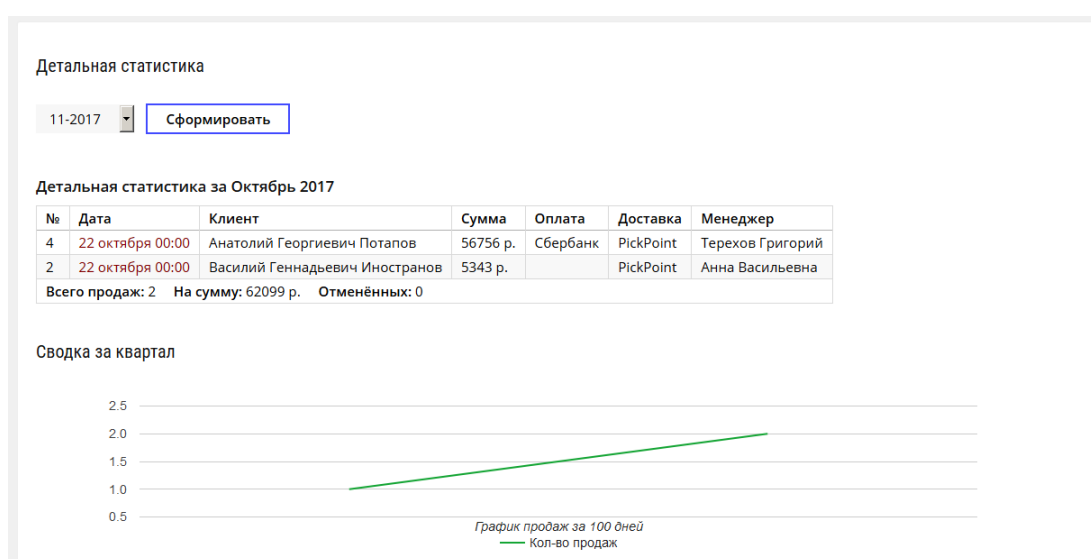 Детальная статистика
11-2017 Сформировать
Детальная статистика за Октябрь 2017
№ Дата Клиент Сумма Оплата Доставка Менеджер
4 22 октября 00:00 Анатолий Георгиевич Потапов 56756 р. Сбербанк PickPoint Терехов Григорий
2 22 октября 00:00 Василий Геннадьевич Иностранов 5343 р. PickPoint Анна Васильевна
Всего продаж: 2 На сумму: 62099 р. Отменённых: 0
Сводка за квартал
2.5
2.0
1.5
1.0
0.5
График продаж за 100 дней
Кол-во продаж